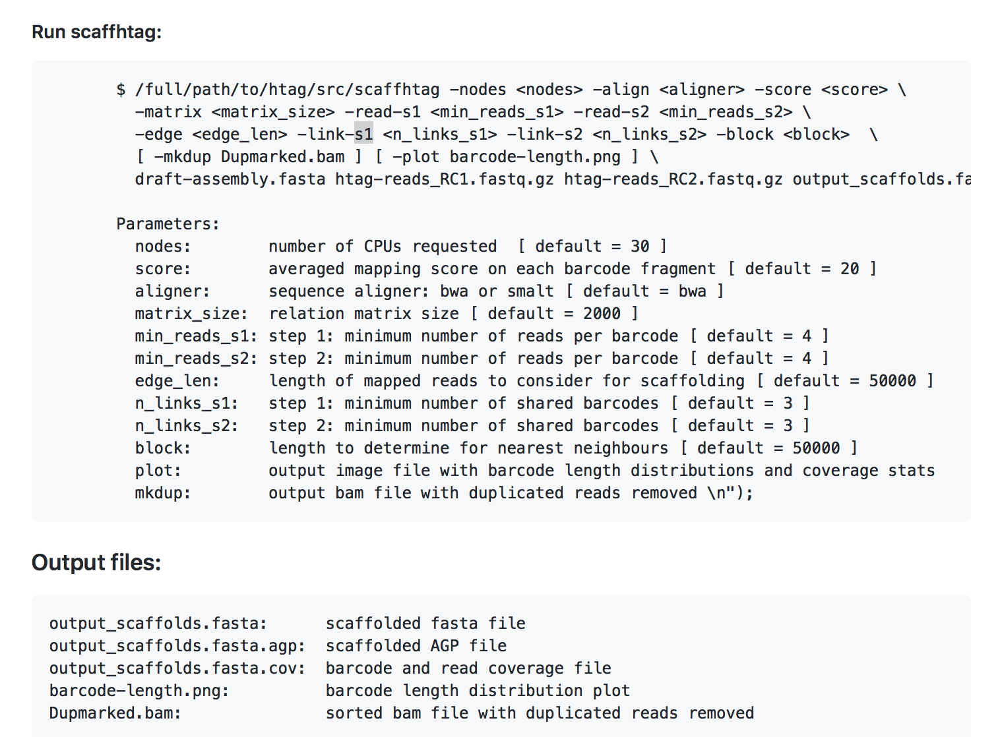 Run scaffhtag:
$ /full/path/to/htag/src/scaffhtag -nodes <nodes> -align <aligner> -score <score> \
-matrix <matrix_size> -read-s1 <min_reads_s1> -read-s2 <min_reads_s2> \
-edge <edge_len> -link-s1 <n_links_s1> -link-s2 <n_links_s2> -block <block>  \
[ -mkdup Dupmarked.bam ] [ -plot barcode-length.png ] \
draft-assembly.fasta htag-reads_RC1.fastq.gz htag-reads_RC2.fastq.gz output_scaffolds.fa
Parameters:
nodes: number of CPUs requested  [ default = 30 ]
score: averaged mapping score on each barcode fragment [ default = 20 ]
aligner: sequence aligner: bwa or smalt [ default = bwa ]
matrix_size: relation matrix size [ default = 2000 ]
min_reads_s1: step 1: minimum number of reads per barcode [ default = 4 ]
min_reads_s2: step 2: minimum number of reads per barcode [ default = 4 ]
edge_len: length of mapped reads to consider for scaffolding [ default = 50000 ]
n_links_s1: step 1: minimum number of shared barcodes [ default = 3 ]
n_links_s2: step 2: minimum number of shared barcodes [ default = 3 ]
block: length to determine for nearest neighbours [ default = 50000 ]
plot: output image file with barcode length distributions and coverage stats
mkdup: output bam file with duplicated reads removed \n");
Output files:
output_scaffolds.fasta: scaffolded fasta file
output_scaffolds.fasta.agp: scaffolded AGP file
output_scaffolds.fasta.cov: barcode and read coverage file
barcode-length.png: barcode length distribution plot
Dupmarked.bam: sorted bam file with duplicated reads removed